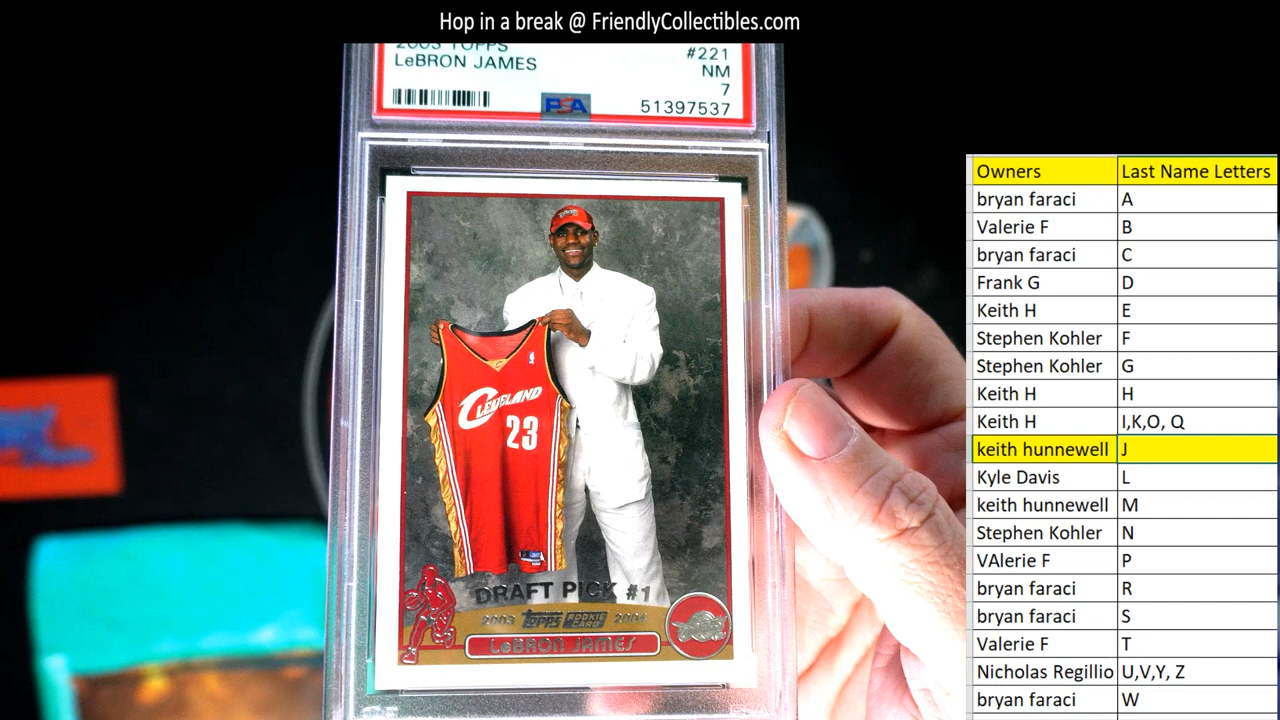 Hop in a break @ FriendlyCollectibles.com
2003 TOPPS #221
LeBRON JAMES NM
7
PSA 51397537
CLEVELAND
23
DRAFT PICK #1
2003 TOPPS ROOKIE CARD 2004
LeBRON JAMES
Owners Last Name Letters
bryan faraci A
Valerie F B
bryan faraci C
Frank G D
Keith H E
Stephen Kohler F
Stephen Kohler G
Keith H H
Keith H I,K,O, Q
keith hunnewell J
Kyle Davis L
keith hunnewell M
Stephen Kohler N
VAlerie F P
bryan faraci R
bryan faraci S
Valerie F T
Nicholas Regillio U,V,Y, Z
bryan faraci W